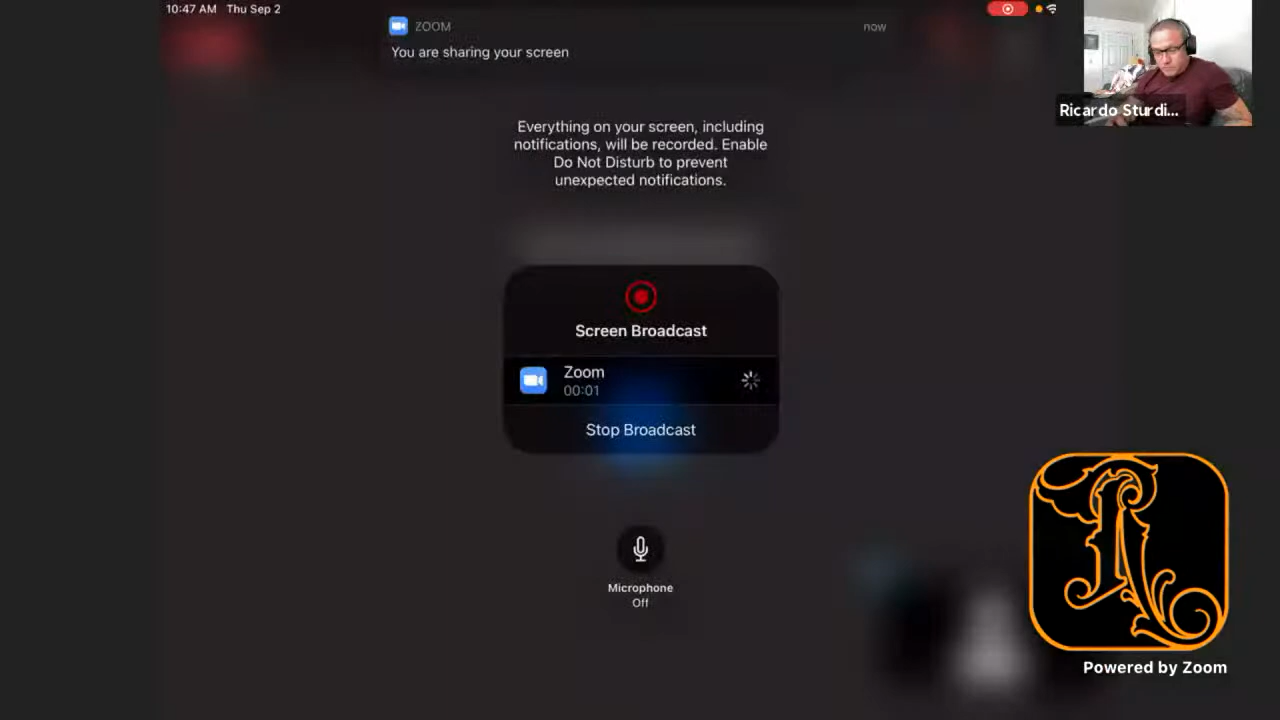 10:47 AM Thu Sep 2
ZOOM
now
You are sharing your screen
Ricardo Sturdi...
Everything on your screen, including
notifications, will be recorded. Enable
Do Not Disturb to prevent
unexpected notifications.
Screen Broadcast
Zoom
00:01
Stop Broadcast
Microphone
Off
Powered by Zoom